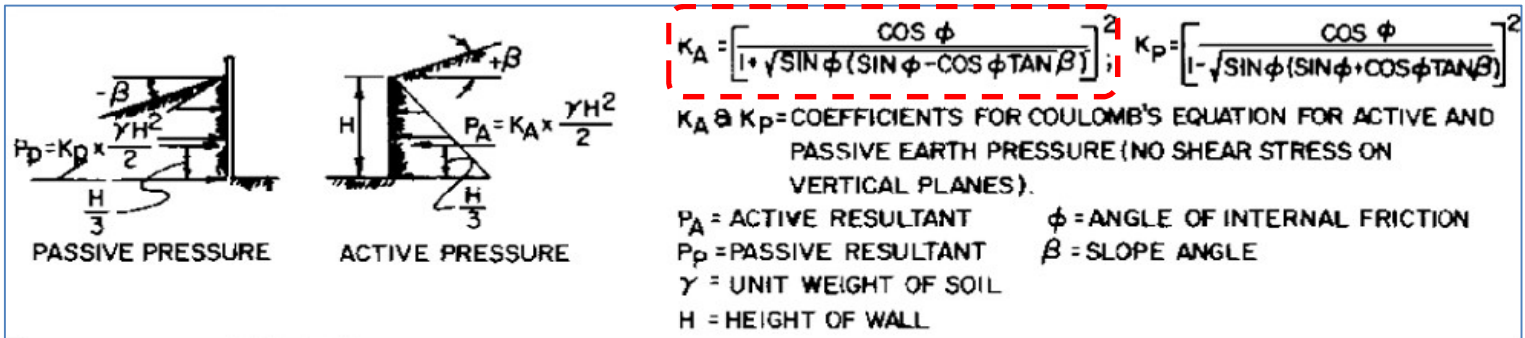 -β
P_P = K_P x γH²/2
H/3
PASSIVE PRESSURE
+β
H
P_A = K_A x γH²/2
H/3
ACTIVE PRESSURE
K_A = [COS ϕ / 1+√SIN ϕ (SIN ϕ-COS ϕ TAN β)]² ; K_P = [COS ϕ / 1-√SIN ϕ (SIN ϕ+COS ϕ TAN β)]²
K_A & K_P = COEFFICIENTS FOR COULOMB'S EQUATION FOR ACTIVE AND
PASSIVE EARTH PRESSURE (NO SHEAR STRESS ON
VERTICAL PLANES).
P_A = ACTIVE RESULTANT ϕ = ANGLE OF INTERNAL FRICTION
P_P = PASSIVE RESULTANT β = SLOPE ANGLE
γ = UNIT WEIGHT OF SOIL
H = HEIGHT OF WALL